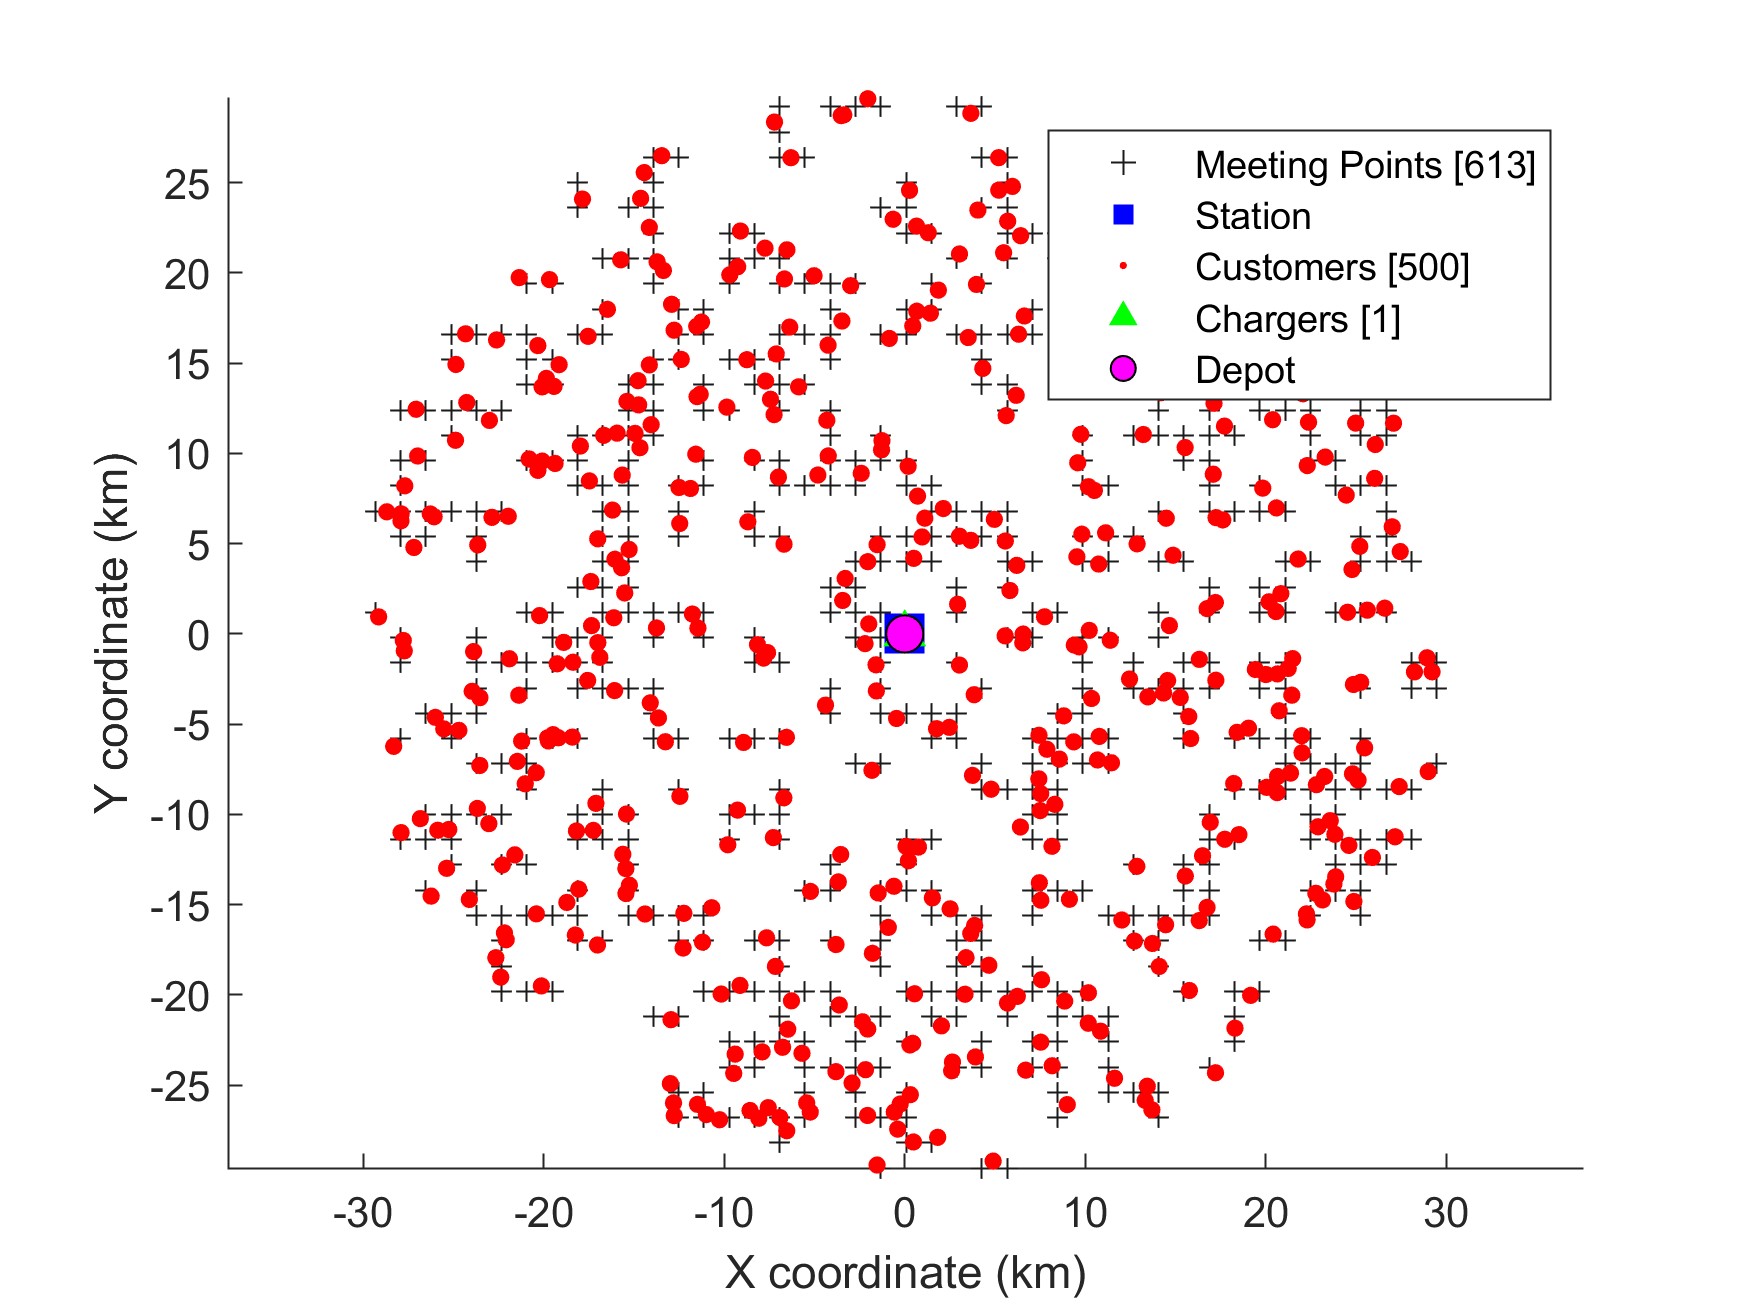 Meeting Points [613]
Station
Customers [500]
Chargers [1]
Depot
25
20
15
10
5
0
-5
-10
-15
-20
-25
Y coordinate (km)
-30 -20 -10 0 10 20 30
X coordinate (km)